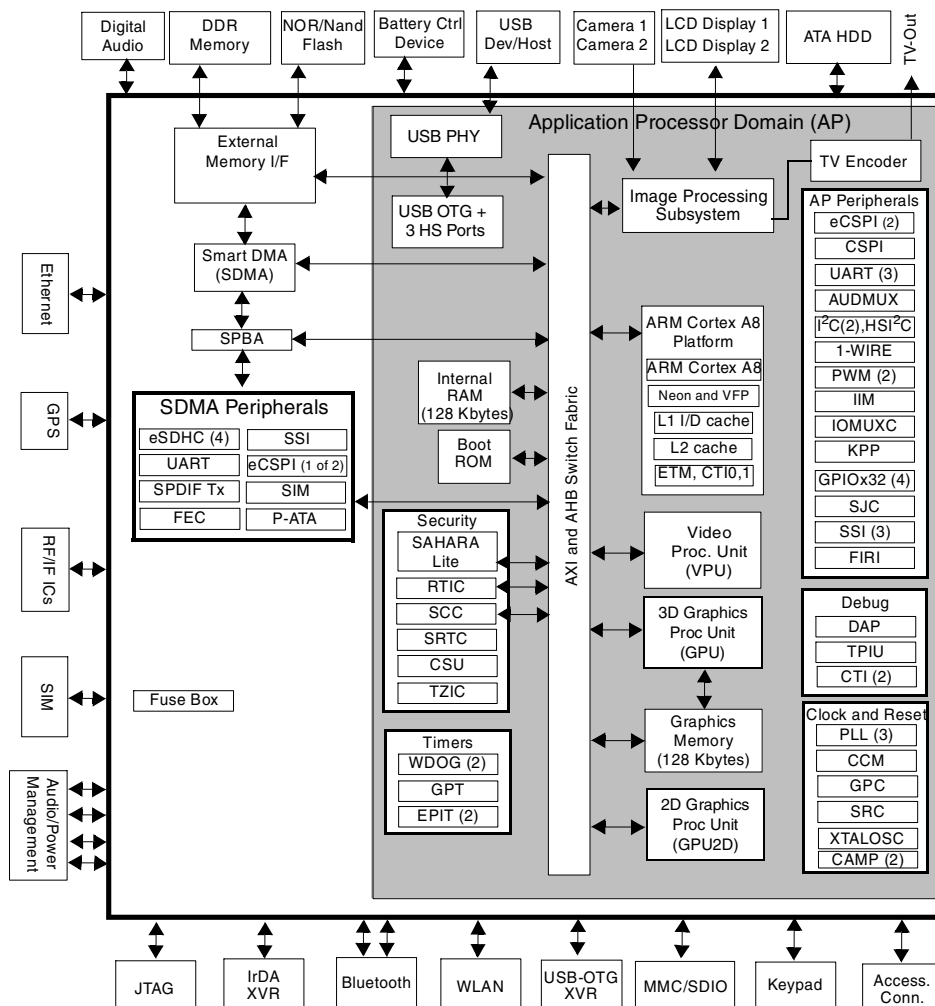 Digital
Audio
DDR
Memory
NOR/Nand
Flash
Battery Ctrl
Device
USB
Dev/Host
Camera 1
Camera 2
LCD Display 1
LCD Display 2
ATA HDD
TV-Out
Application Processor Domain (AP)
External
Memory I/F
USB PHY
USB OTG +
3 HS Ports
TV Encoder
Image Processing
Subsystem
Smart DMA
(SDMA)
SPBA
SDMA Peripherals
eSDHC (4)
SSI
UART
eCSPI (1 of 2)
SPDIF Tx
SIM
FEC
P-ATA
Fuse Box
Internal
RAM
(128 Kbytes)
Boot
ROM
Security
SAHARA
Lite
RTIC
SCC
SRTC
CSU
TZIC
Timers
WDOG (2)
GPT
EPIT (2)
AXI and AHB Switch Fabric
ARM Cortex A8
Platform
ARM Cortex A8
Neon and VFP
L1 I/D cache
L2 cache
ETM, CTI0,1
Video
Proc. Unit
(VPU)
3D Graphics
Proc Unit
(GPU)
Graphics
Memory
(128 Kbytes)
2D Graphics
Proc Unit
(GPU2D)
AP Peripherals
eCSPI (2)
CSPI
UART (3)
AUDMUX
I²C(2),HSI²C
1-WIRE
PWM (2)
IIM
IOMUXC
KPP
GPIOx32 (4)
SJC
SSI (3)
FIRI
Debug
DAP
TPIU
CTI (2)
Clock and Reset
PLL (3)
CCM
GPC
SRC
XTALOSC
CAMP (2)
Ethernet
GPS
RF/IF ICs
SIM
Audio/Power
Management
JTAG
IrDA
XVR
Bluetooth
WLAN
USB-OTG
XVR
MMC/SDIO
Keypad
Access.
Conn.